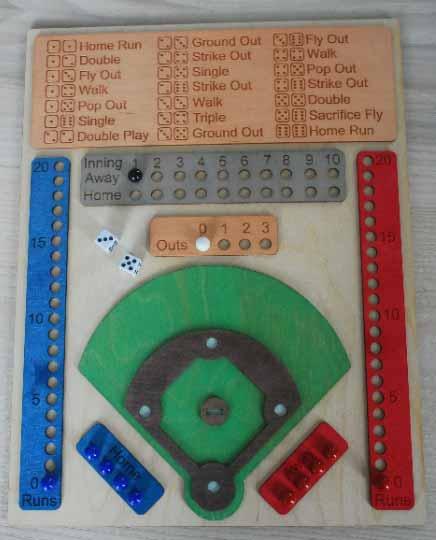 Home Run Ground Out Fly Out
Double Strike Out Walk
Fly Out Single Pop Out
Walk Strike Out Strike Out
Pop Out Walk Double
Single Triple Sacrifice Fly
Double Play Ground Out Home Run
Inning 1 2 3 4 5 6 7 8 9 10
Away
Home
20
15
10
5
0
Runs
0 1 2 3
Outs
20
15
10
5
0
Runs
Home